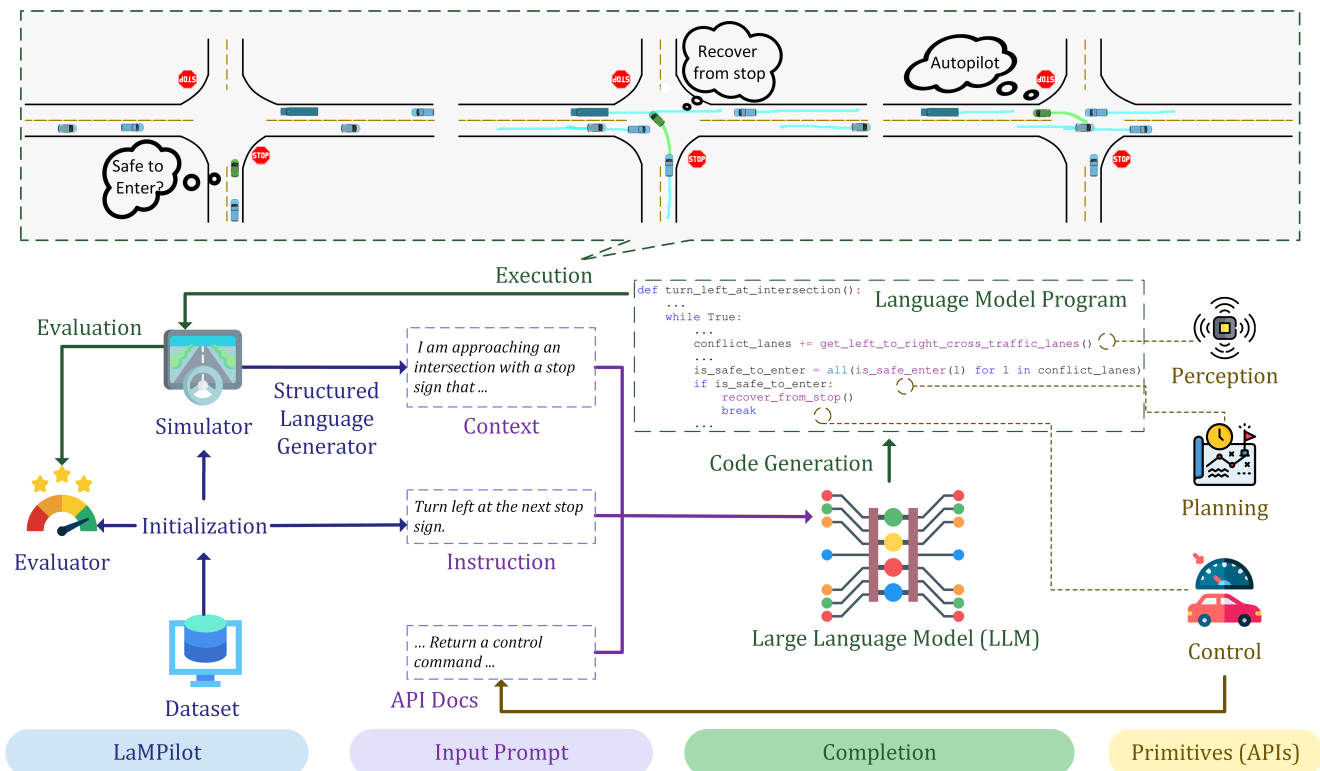 STOP
Safe to
Enter?
STOP
STOP
Recover
from stop
STOP
Autopilot
STOP
STOP
Execution
Evaluation
Simulator
Structured
Language
Generator
Initialization
Evaluator
Dataset
I am approaching an
intersection with a stop
sign that ...
Context
Turn left at the next stop
sign.
Instruction
... Return a control
command ...
API Docs
Language Model Program
def turn_left_at_intersection():
...
while True:
...
conflict_lanes += get_left_to_right_cross_traffic_lanes()
...
is_safe_to_enter = all(is_safe_enter(l) for l in conflict_lanes)
if is_safe_to_enter:
recover_from_stop()
break
...
Code Generation
Large Language Model (LLM)
Perception
Planning
Control
LaMPilot
Input Prompt
Completion
Primitives (APIs)